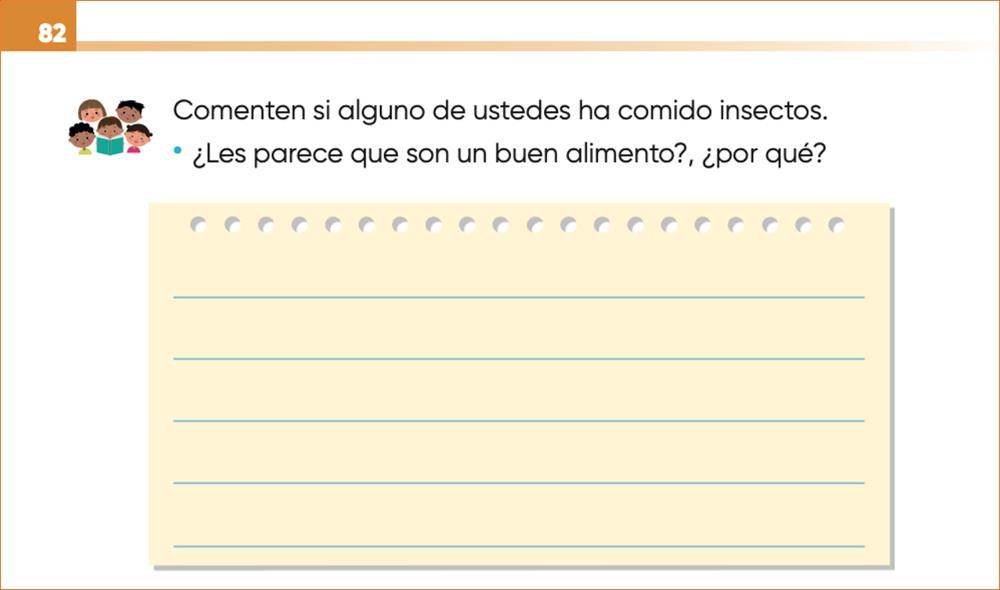 82
Comenten si alguno de ustedes ha comido insectos.
• ¿Les parece que son un buen alimento?, ¿por qué?